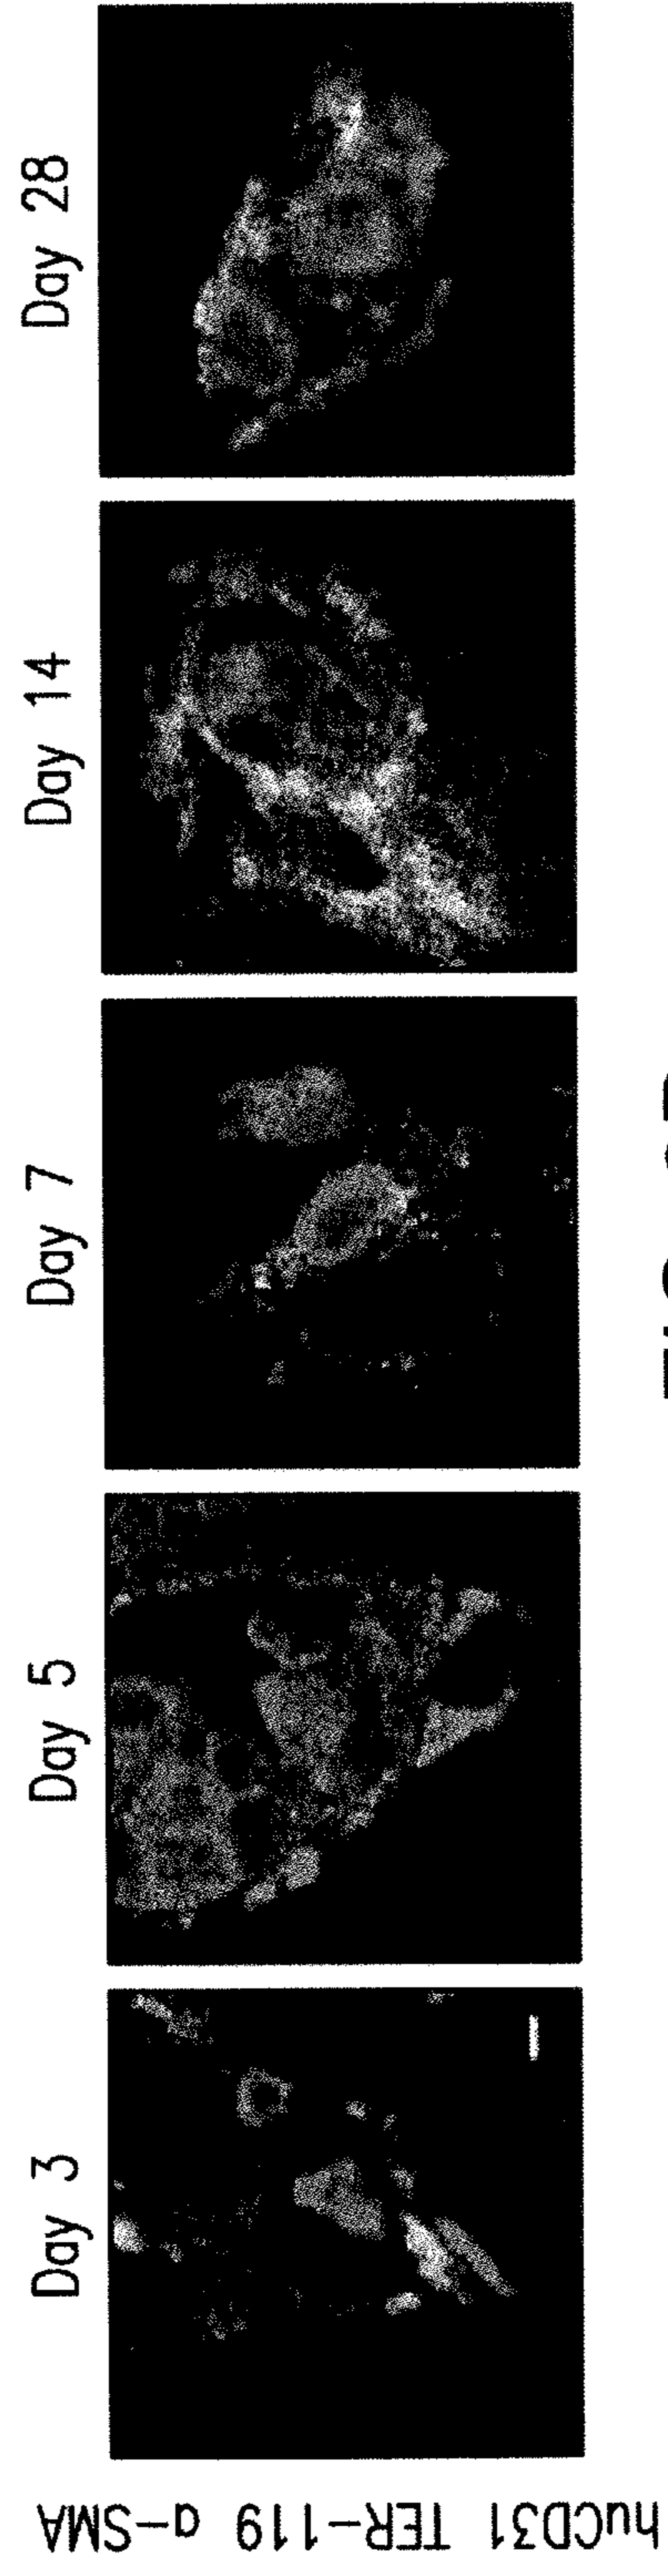 Day 3
Day 5
Day 7
Day 14
Day 28
huCD31 TER-119 α-SMA